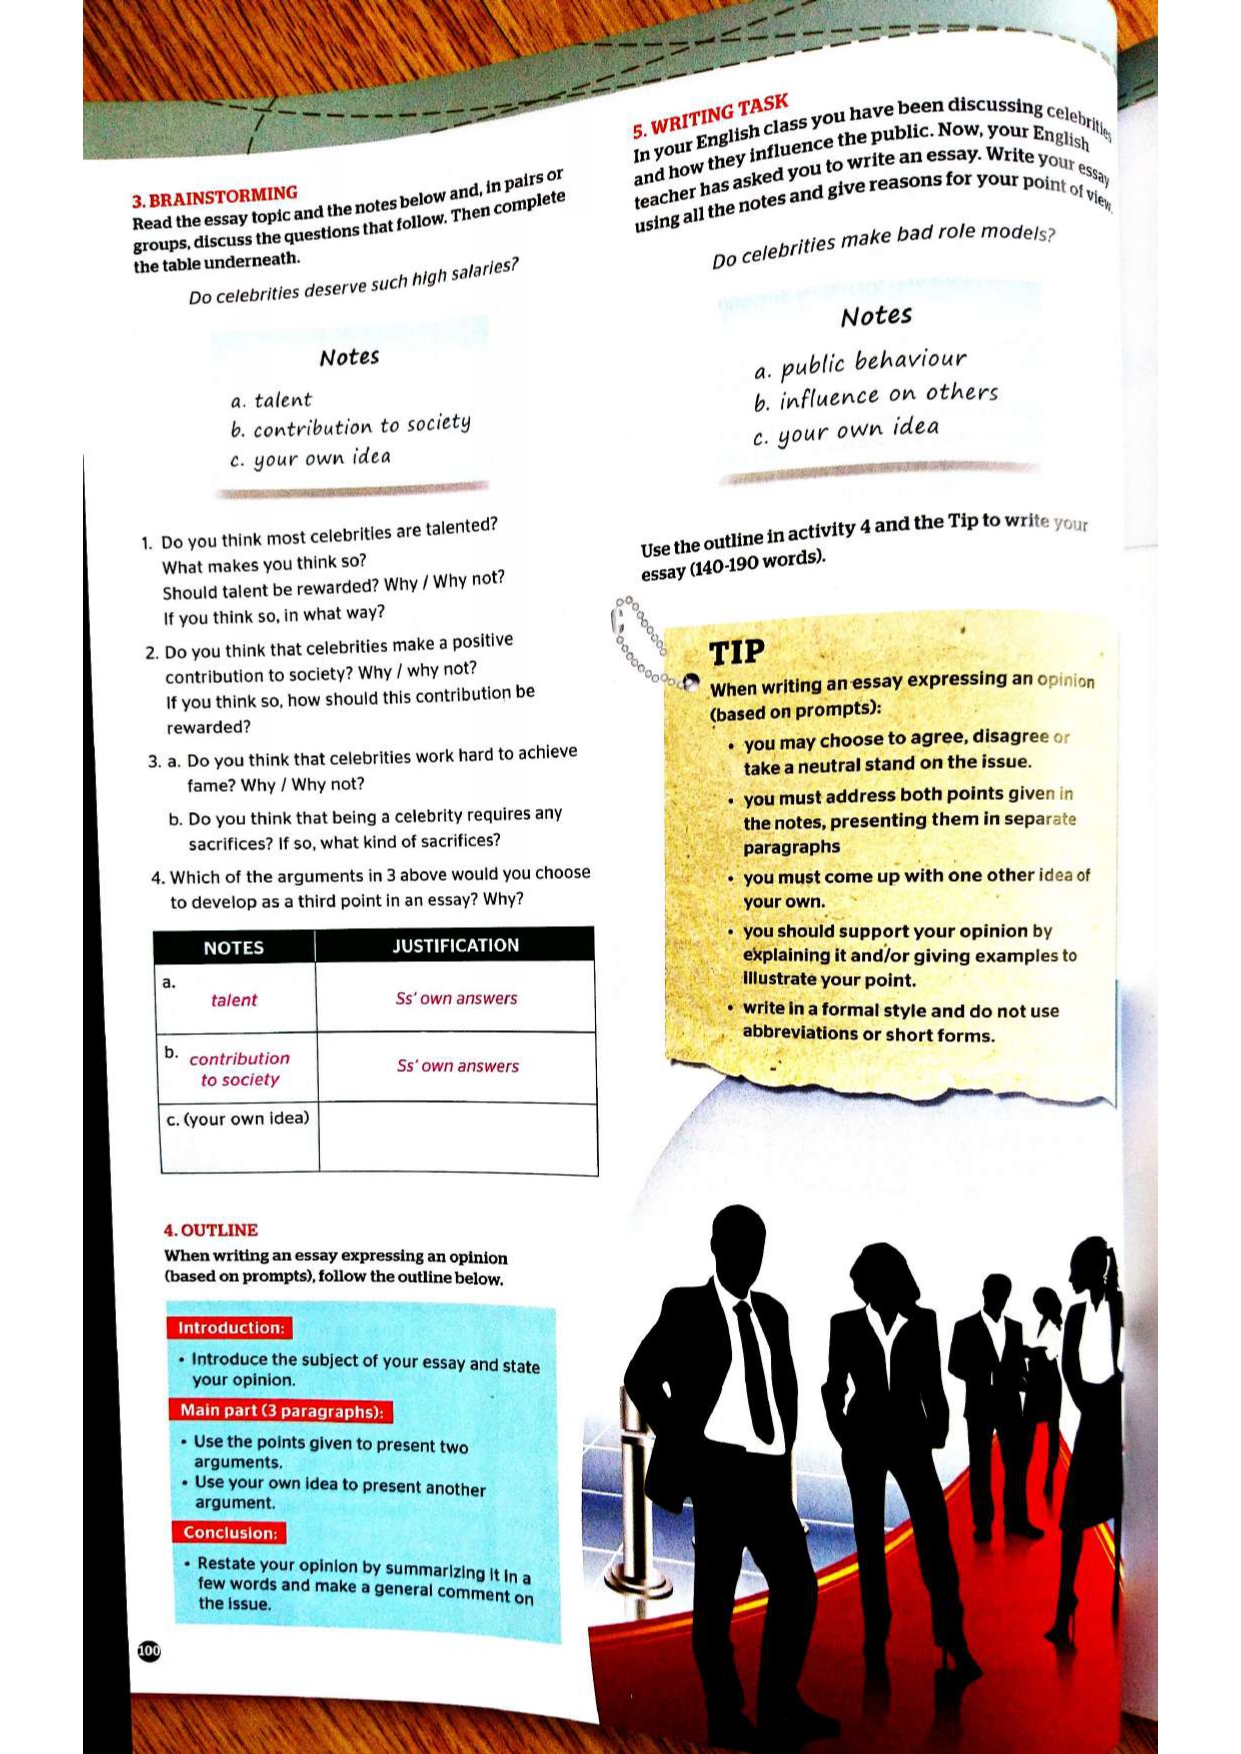 3. BRAINSTORMING
Read the essay topic and the notes below and, in pairs or
groups, discuss the questions that follow. Then complete
the table underneath.
Do celebrities deserve such high salaries?
Notes
a. talent
b. contribution to society
c. your own idea
1. Do you think most celebrities are talented?
What makes you think so?
Should talent be rewarded? Why / Why not?
If you think so, in what way?
2. Do you think that celebrities make a positive
contribution to society? Why / why not?
If you think so, how should this contribution be
rewarded?
3. a. Do you think that celebrities work hard to achieve
fame? Why / Why not?
b. Do you think that being a celebrity requires any
sacrifices? If so, what kind of sacrifices?
4. Which of the arguments in 3 above would you choose
to develop as a third point in an essay? Why?
NOTES JUSTIFICATION
a.
talent Ss' own answers
b. contribution
to society
Ss' own answers
c. (your own idea)
4. OUTLINE
When writing an essay expressing an opinion
(based on prompts), follow the outline below.
Introduction:
• Introduce the subject of your essay and state
your opinion.
Main part (3 paragraphs):
• Use the points given to present two
arguments.
• Use your own idea to present another
argument.
Conclusion:
• Restate your opinion by summarizing it in a
few words and make a general comment on
the issue.
100
5. WRITING TASK
In your English class you have been discussing celebrities
and how they influence the public. Now, your English
teacher has asked you to write an essay. Write your essay
using all the notes and give reasons for your point of view.
Do celebrities make bad role models?
Notes
a. public behaviour
b. influence on others
c. your own idea
Use the outline in activity 4 and the Tip to write your
essay (140-190 words).
TIP
When writing an essay expressing an opinion
(based on prompts):
• you may choose to agree, disagree or
take a neutral stand on the issue.
• you must address both points given in
the notes, presenting them in separate
paragraphs
• you must come up with one other idea of
your own.
• you should support your opinion by
explaining it and/or giving examples to
illustrate your point.
• write in a formal style and do not use
abbreviations or short forms.